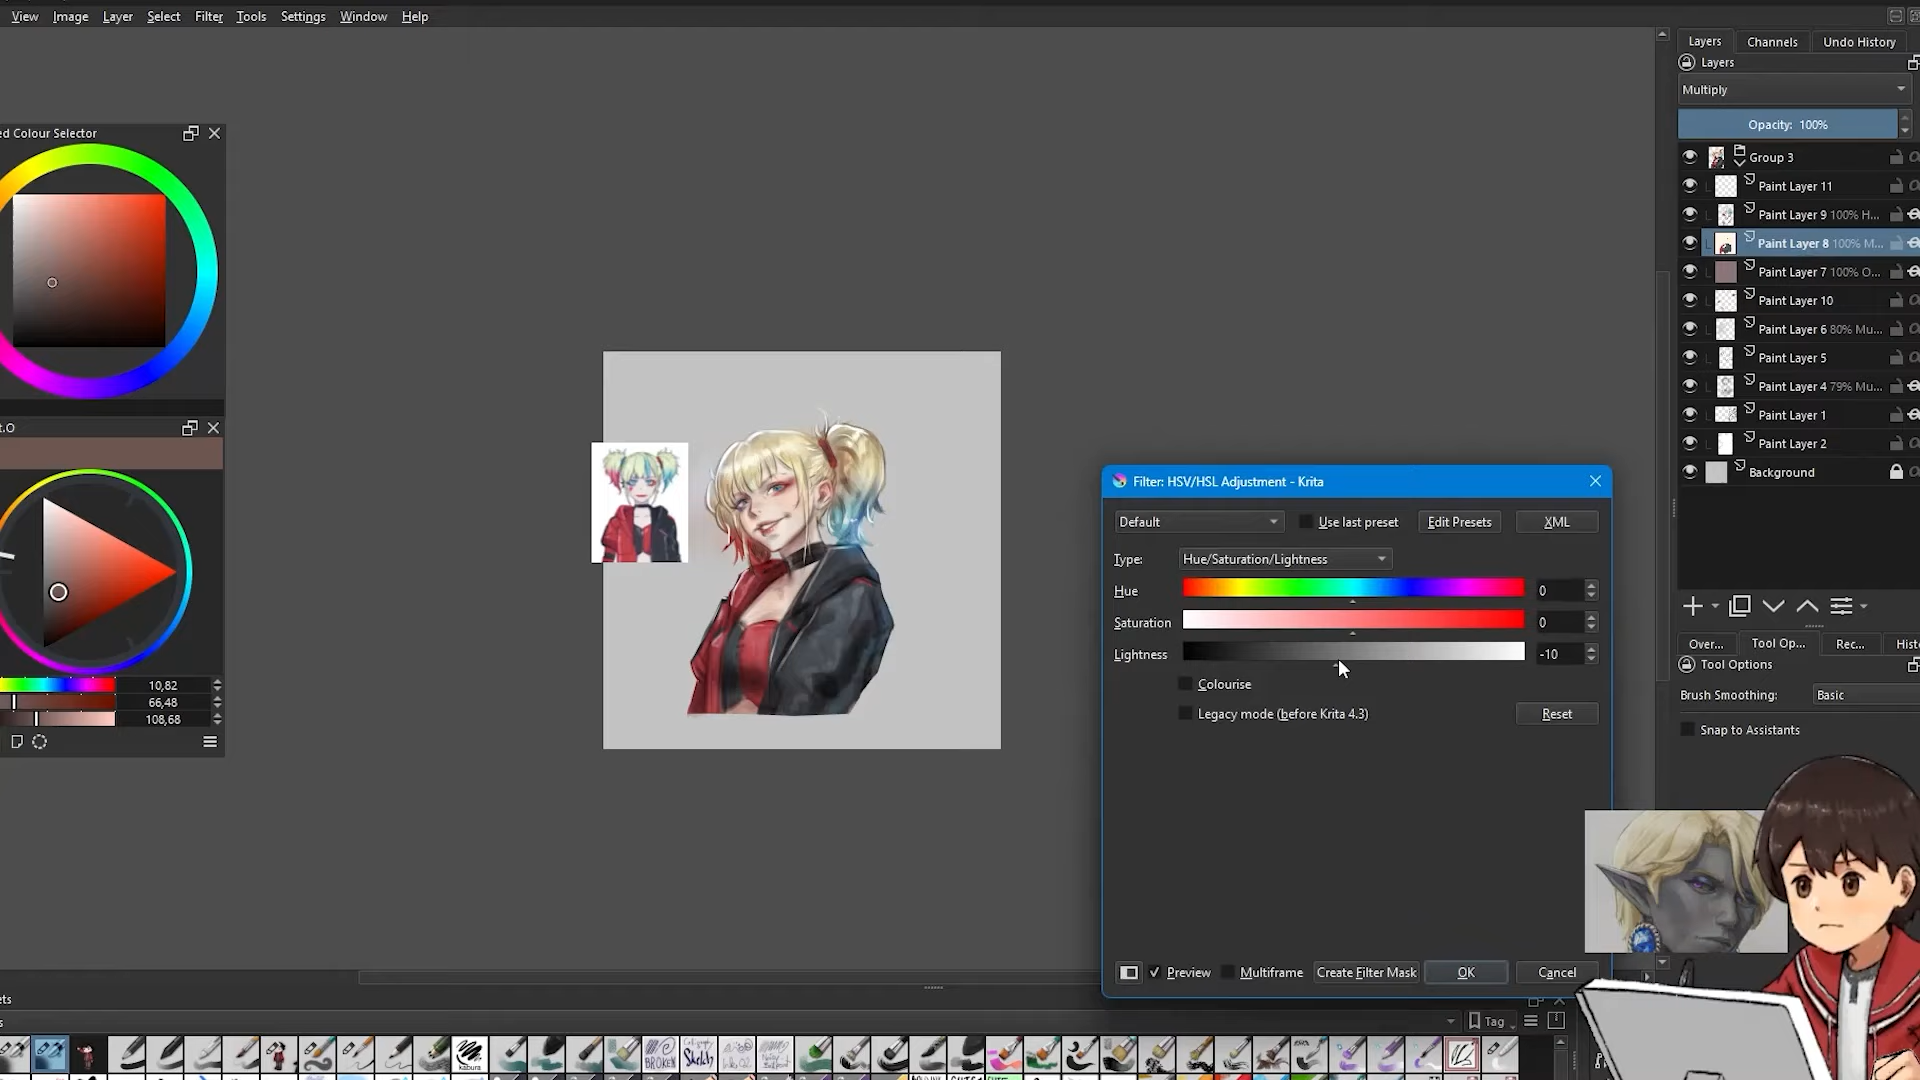 View Image Layer Select Filter Tools Settings Window Help
Layers Channels Undo History
Layers
Multiply
Opacity: 100%
Group 3
Paint Layer 11
Paint Layer 9 100% H...
Paint Layer 8 100% M...
Paint Layer 7 100% O...
Paint Layer 10
Paint Layer 6 80% Mu...
Paint Layer 5
Paint Layer 4 79% Mu...
Paint Layer 1
Paint Layer 2
Background
Over... Tool Op... Rec... Histo
Tool Options
Brush Smoothing: Basic
Snap to Assistants
ed Colour Selector
t.O
10,82
66,48
108,68
Filter: HSV/HSL Adjustment - Krita
Default Use last preset Edit Presets XML
Type: Hue/Saturation/Lightness
Hue 0
Saturation 0
Lightness -10
Colourise
Legacy mode (before Krita 4.3) Reset
Preview Multiframe Create Filter Mask OK Cancel
ets
s
Tag
kabura
BROKEN
Sketch